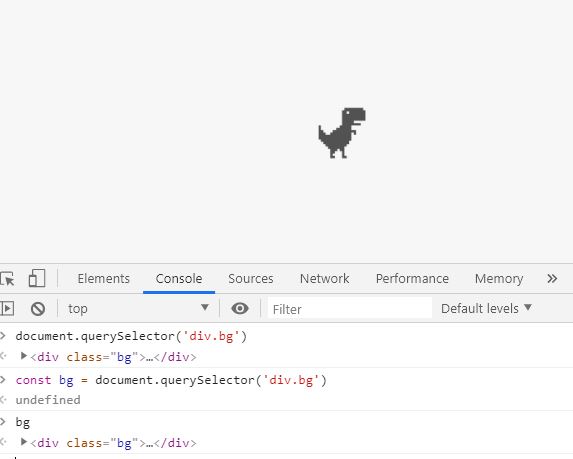 Elements Console Sources Network Performance Memory »
top ▼ Filter Default levels ▼
> document.querySelector('div.bg')
<· ▶<div class="bg">…</div>
> const bg = document.querySelector('div.bg')
<· undefined
> bg
<· ▶<div class="bg">…</div>